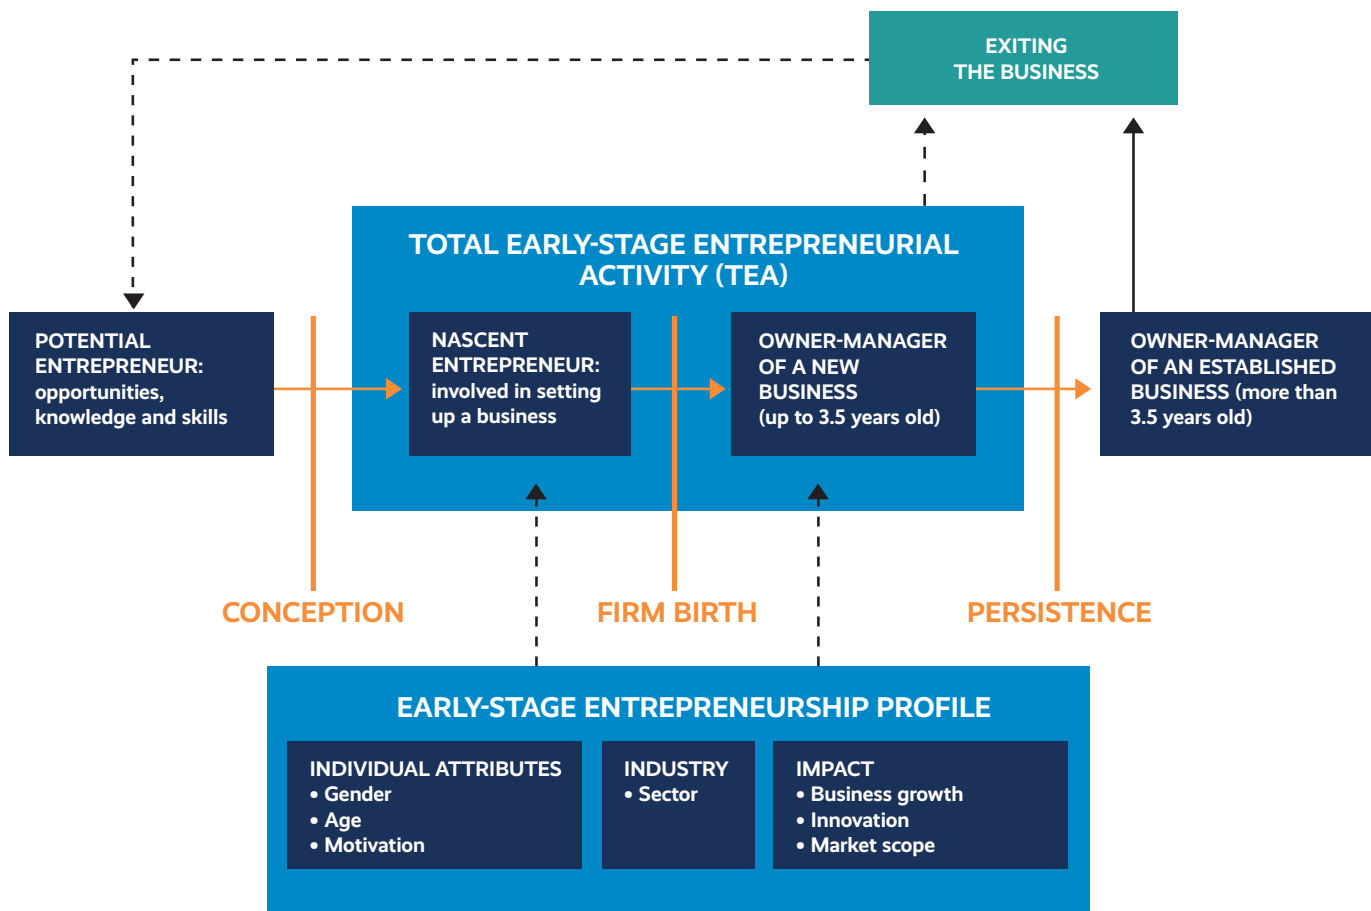 EXITING
THE BUSINESS
TOTAL EARLY-STAGE ENTREPRENEURIAL
ACTIVITY (TEA)
POTENTIAL
ENTREPRENEUR:
opportunities,
knowledge and skills
NASCENT
ENTREPRENEUR:
involved in setting
up a business
OWNER-MANAGER
OF A NEW
BUSINESS
(up to 3.5 years old)
OWNER-MANAGER
OF AN ESTABLISHED
BUSINESS (more than
3.5 years old)
CONCEPTION
FIRM BIRTH
PERSISTENCE
EARLY-STAGE ENTREPRENEURSHIP PROFILE
INDIVIDUAL ATTRIBUTES
• Gender
• Age
• Motivation
INDUSTRY
• Sector
IMPACT
• Business growth
• Innovation
• Market scope